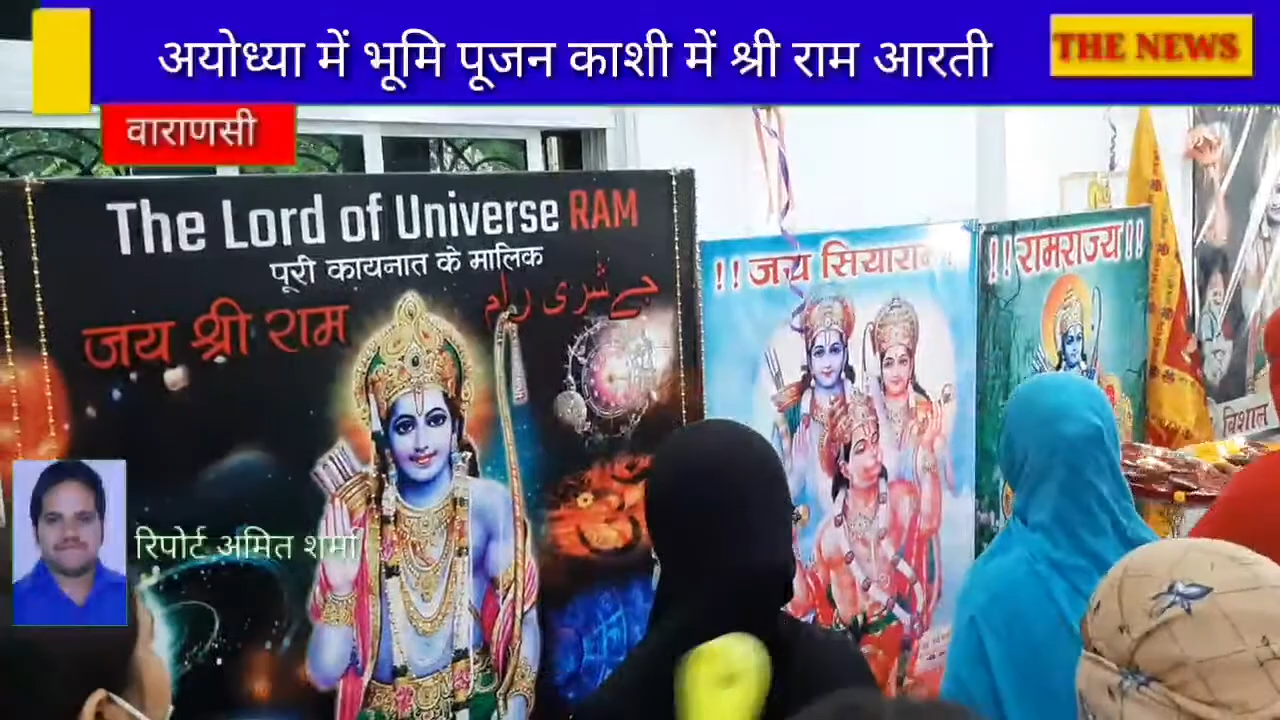 अयोध्या में भूमि पूजन काशी में श्री राम आरती
THE NEWS
वाराणसी
The Lord of Universe RAM
पूरी कायनात के मालिक
जय श्री राम
جے شری رام
!! जय सियाराम
!! रामराज्य !!
विशाल
रिपोर्ट अमित शर्मा